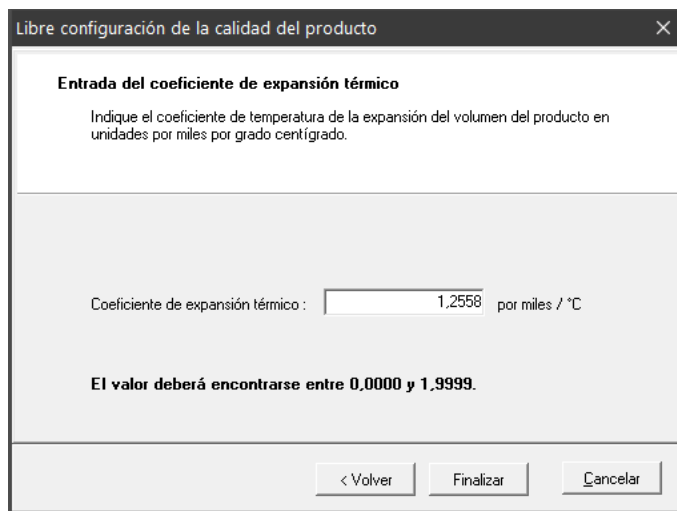 Libre configuración de la calidad del producto
Entrada del coeficiente de expansión térmico
Indique el coeficiente de temperatura de la expansión del volumen del producto en
unidades por miles por grado centígrado.
Coeficiente de expansión térmico : 1,2558 por miles / °C
El valor deberá encontrarse entre 0,0000 y 1,9999.
< Volver Finalizar Cancelar